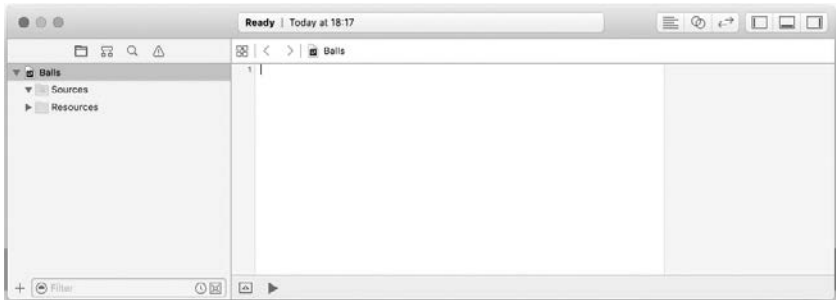 Ready | Today at 18:17
Balls
Balls
1
Sources
Resources
Filter